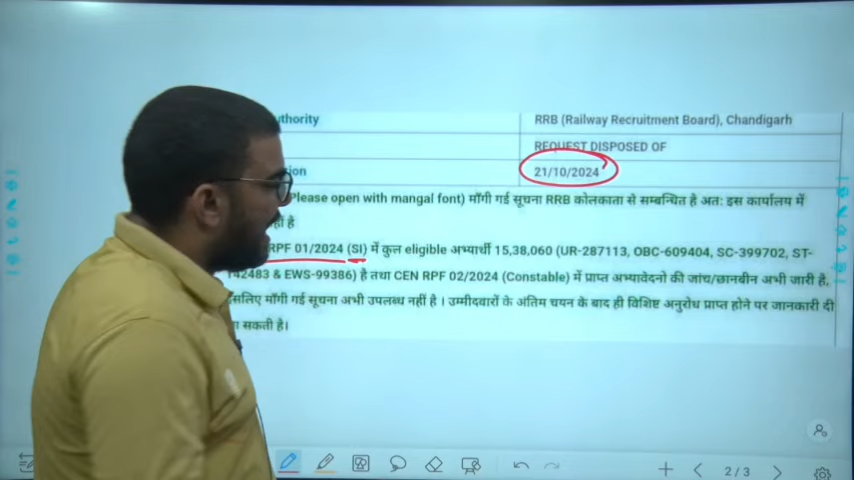 uthority RRB (Railway Recruitment Board), Chandigarh
REQUEST DISPOSED OF
ion 21/10/2024
Please open with mangal font) माँगी गई सूचना RRB कोलकाता से सम्बन्धित है अत: इस कार्यालय में
हीं है
RPF 01/2024 (SI) में कुल eligible अभ्यार्थी 15,38,060 (UR-287113, OBC-609404, SC-399702, ST-
142483 & EWS-99386) है तथा CEN RPF 02/2024 (Constable) में प्राप्त अभ्यावेदनो की जांच/छानबीन अभी जारी है,
सलिए माँगी गई सूचना अभी उपलब्ध नहीं है। उम्मीदवारों के अंतिम चयन के बाद ही विशिष्ट अनुरोध प्राप्त होने पर जानकारी दी
सकती है।
2/3